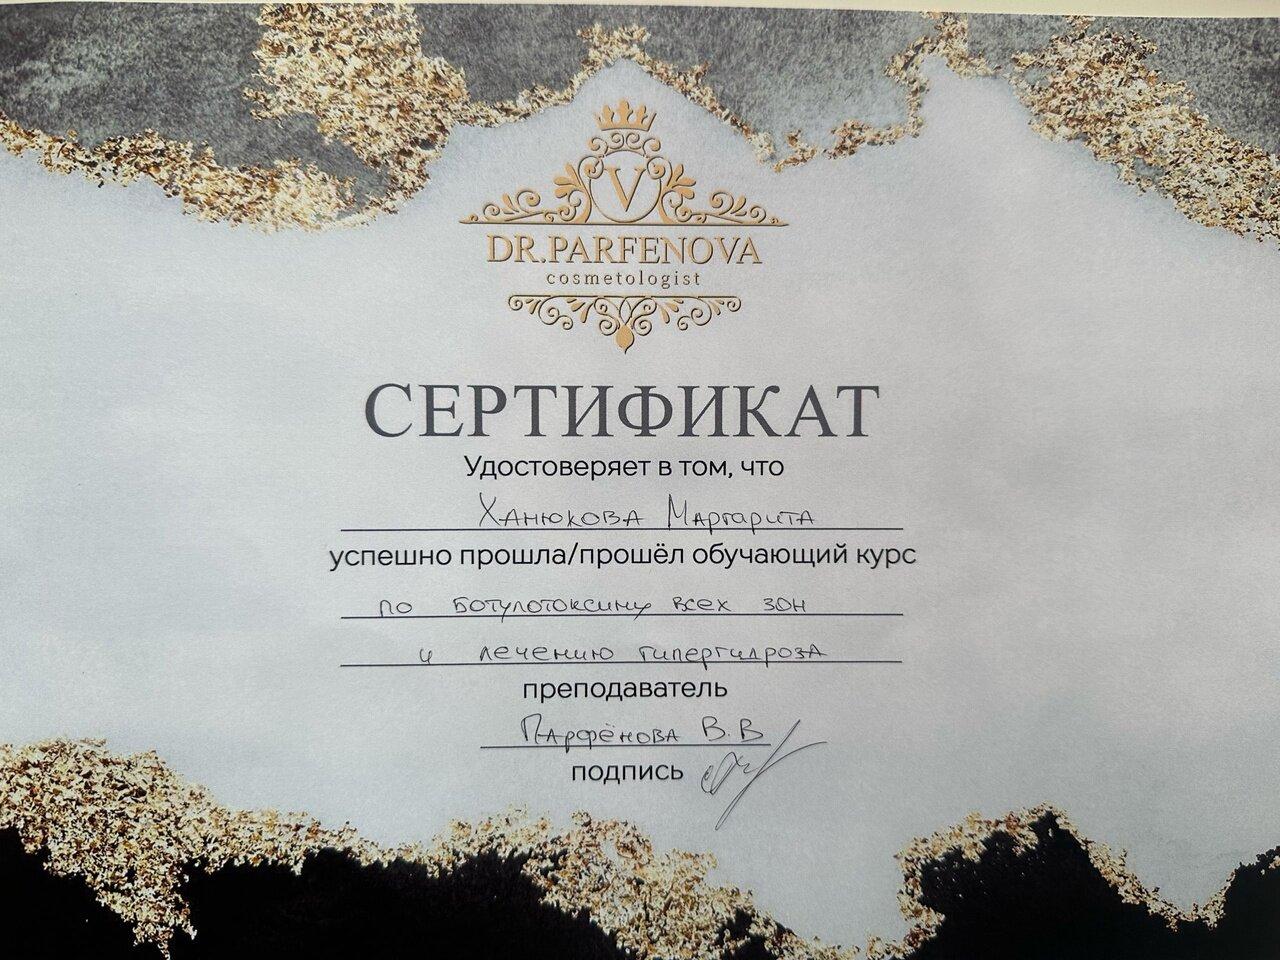 V
DR.PARFENOVA
cosmetologist
СЕРТИФИКАТ
Удостоверяет в том, что
Ханюкова Маргарита
успешно прошла/прошёл обучающий курс
по ботулотоксину всех зон
и лечению гипергидроза
преподаватель
Парфёнова В.В
подпись